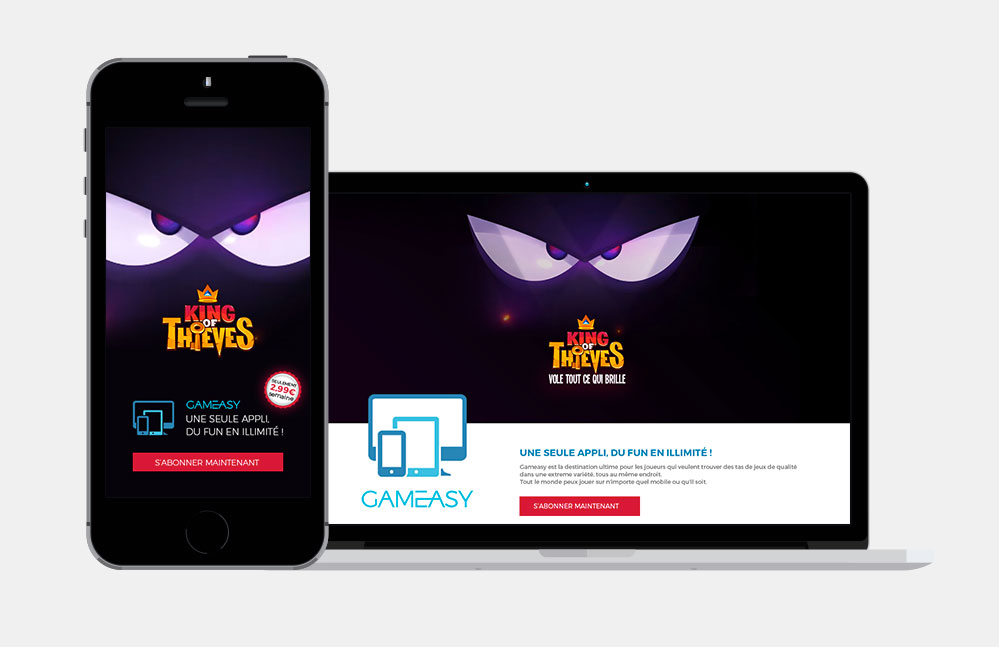 KING
OF
THIEVES
SEULEMENT
2,99€
semaine
GAMEASY
UNE SEULE APPLI,
DU FUN EN ILLIMITÉ !
S'ABONNER MAINTENANT
KING
OF
THIEVES
VOLE TOUT CE QUI BRILLE
GAMEASY
UNE SEULE APPLI, DU FUN EN ILLIMITÉ !
Gameasy est la destination ultime pour les joueurs qui veulent trouver des tas de jeux de qualité
dans une extreme variété, tous au même endroit.
Tout le monde peux jouer sur n'importe quel mobile ou qu'il soit.
S'ABONNER MAINTENANT